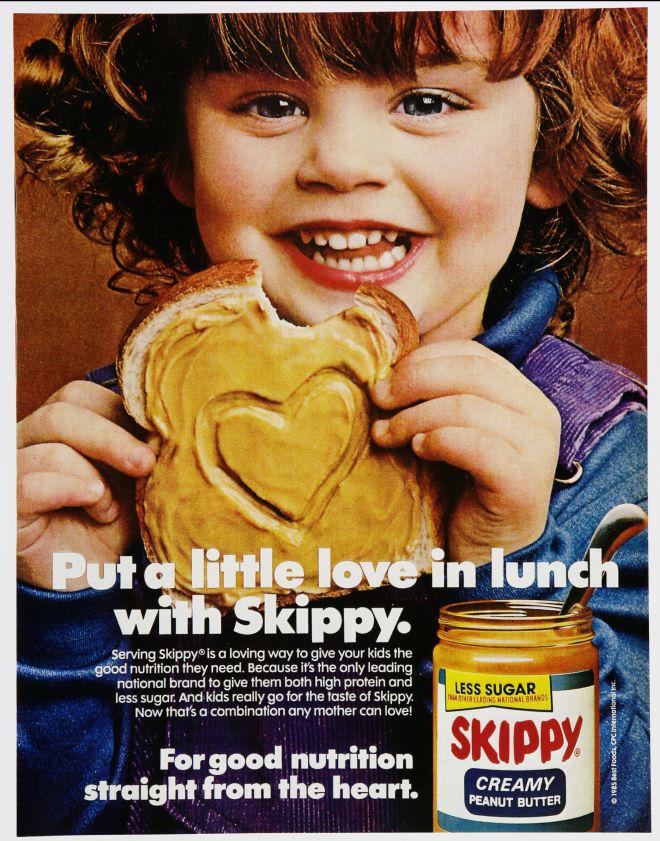 Put a little love in lunch
with Skippy.
Serving Skippy® is a loving way to give your kids the
good nutrition they need. Because it's the only leading
national brand to give them both high protein and
less sugar. And kids really go for the taste of Skippy.
Now that's a combination any mother can love!
For good nutrition
straight from the heart.
LESS SUGAR
THAN OTHER LEADING NATIONAL BRANDS
SKIPPY®
CREAMY
PEANUT BUTTER
© 1985 Best Foods, CPC International Inc.